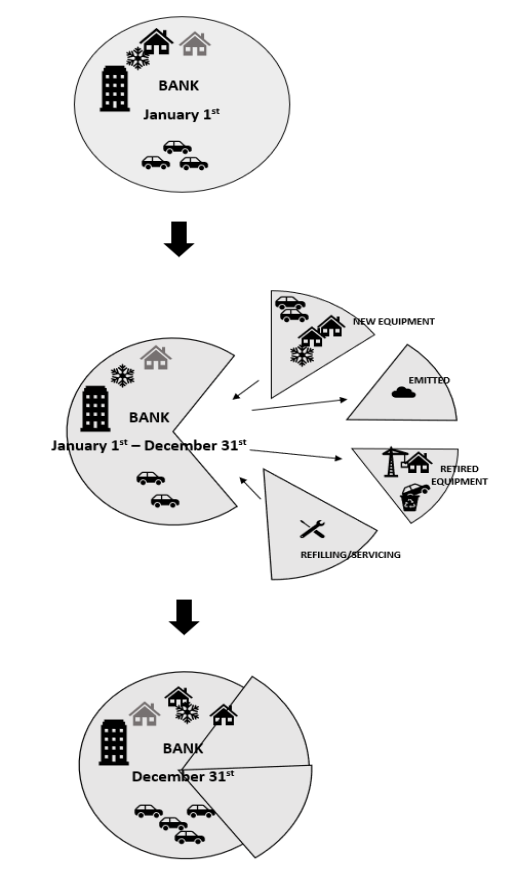 BANK
January 1st
NEW EQUIPMENT
EMITTED
BANK
January 1st – December 31st
RETIRED
EQUIPMENT
REFILLING/SERVICING
BANK
December 31st